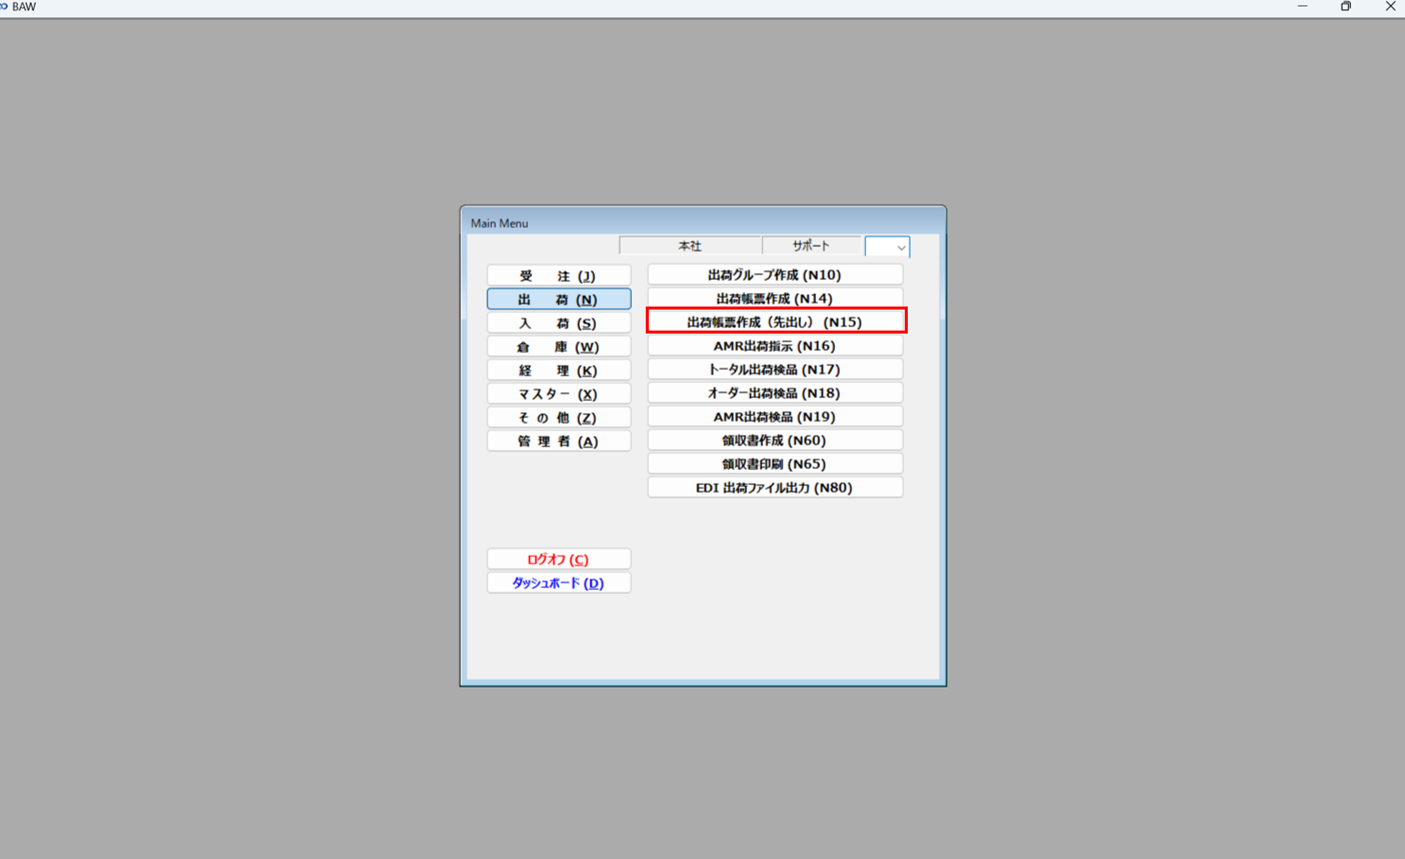 BAW
Main Menu
本社 サポート
受 注 (J)
出 荷 (N)
入 荷 (S)
倉 庫 (W)
経 理 (K)
マスター (X)
そ の 他 (Z)
管 理 者 (A)
ログオフ (C)
ダッシュボード (D)
出荷グループ作成 (N10)
出荷帳票作成 (N14)
出荷帳票作成（先出し） (N15)
AMR出荷指示 (N16)
トータル出荷検品 (N17)
オーダー出荷検品 (N18)
AMR出荷検品 (N19)
領収書作成 (N60)
領収書印刷 (N65)
EDI 出荷ファイル出力 (N80)